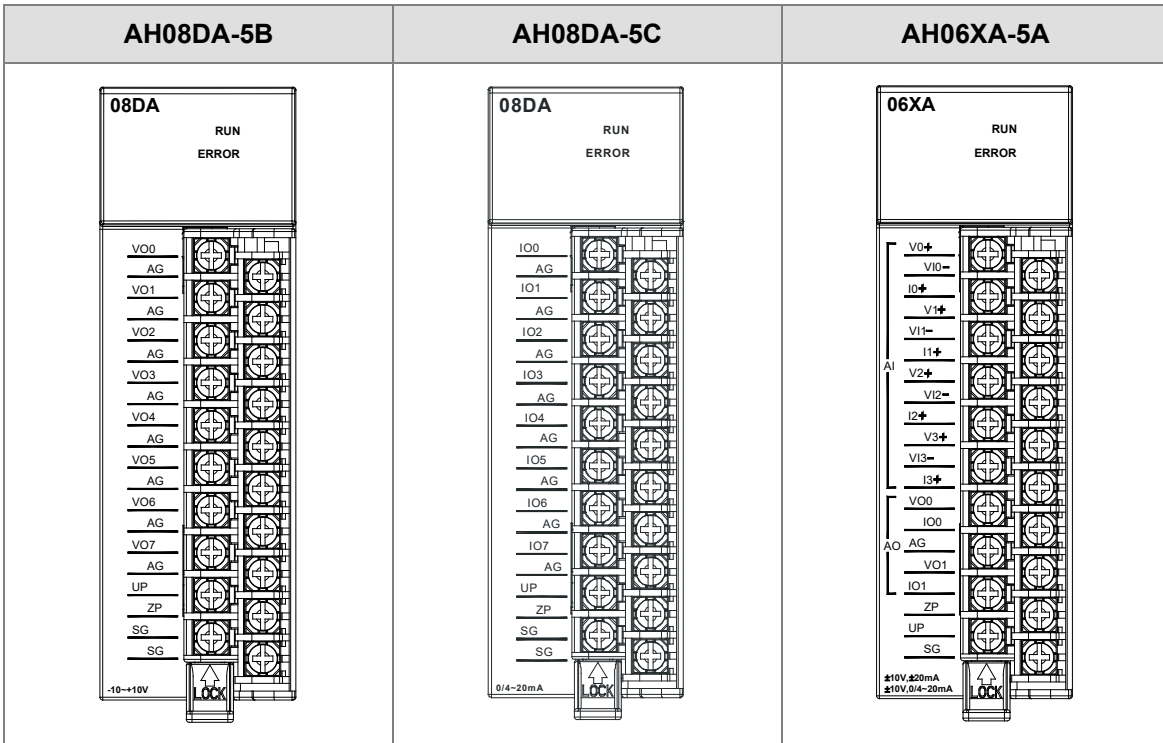 AH08DA-5B
AH08DA-5C
AH06XA-5A
08DA
RUN
ERROR
VO0
AG
VO1
AG
VO2
AG
VO3
AG
VO4
AG
VO5
AG
VO6
AG
VO7
AG
UP
ZP
SG
SG
-10~+10V
LOCK
08DA
RUN
ERROR
IO0
AG
IO1
AG
IO2
AG
IO3
AG
IO4
AG
IO5
AG
IO6
AG
IO7
AG
UP
ZP
SG
SG
0/4~20mA
LOCK
06XA
RUN
ERROR
AI
V0+
VI0-
I0+
V1+
VI1-
I1+
V2+
VI2-
I2+
V3+
VI3-
I3+
AO
VO0
IO0
AG
VO1
IO1
ZP
UP
SG
±10V,±20mA
±10V,0/4~20mA
LOCK